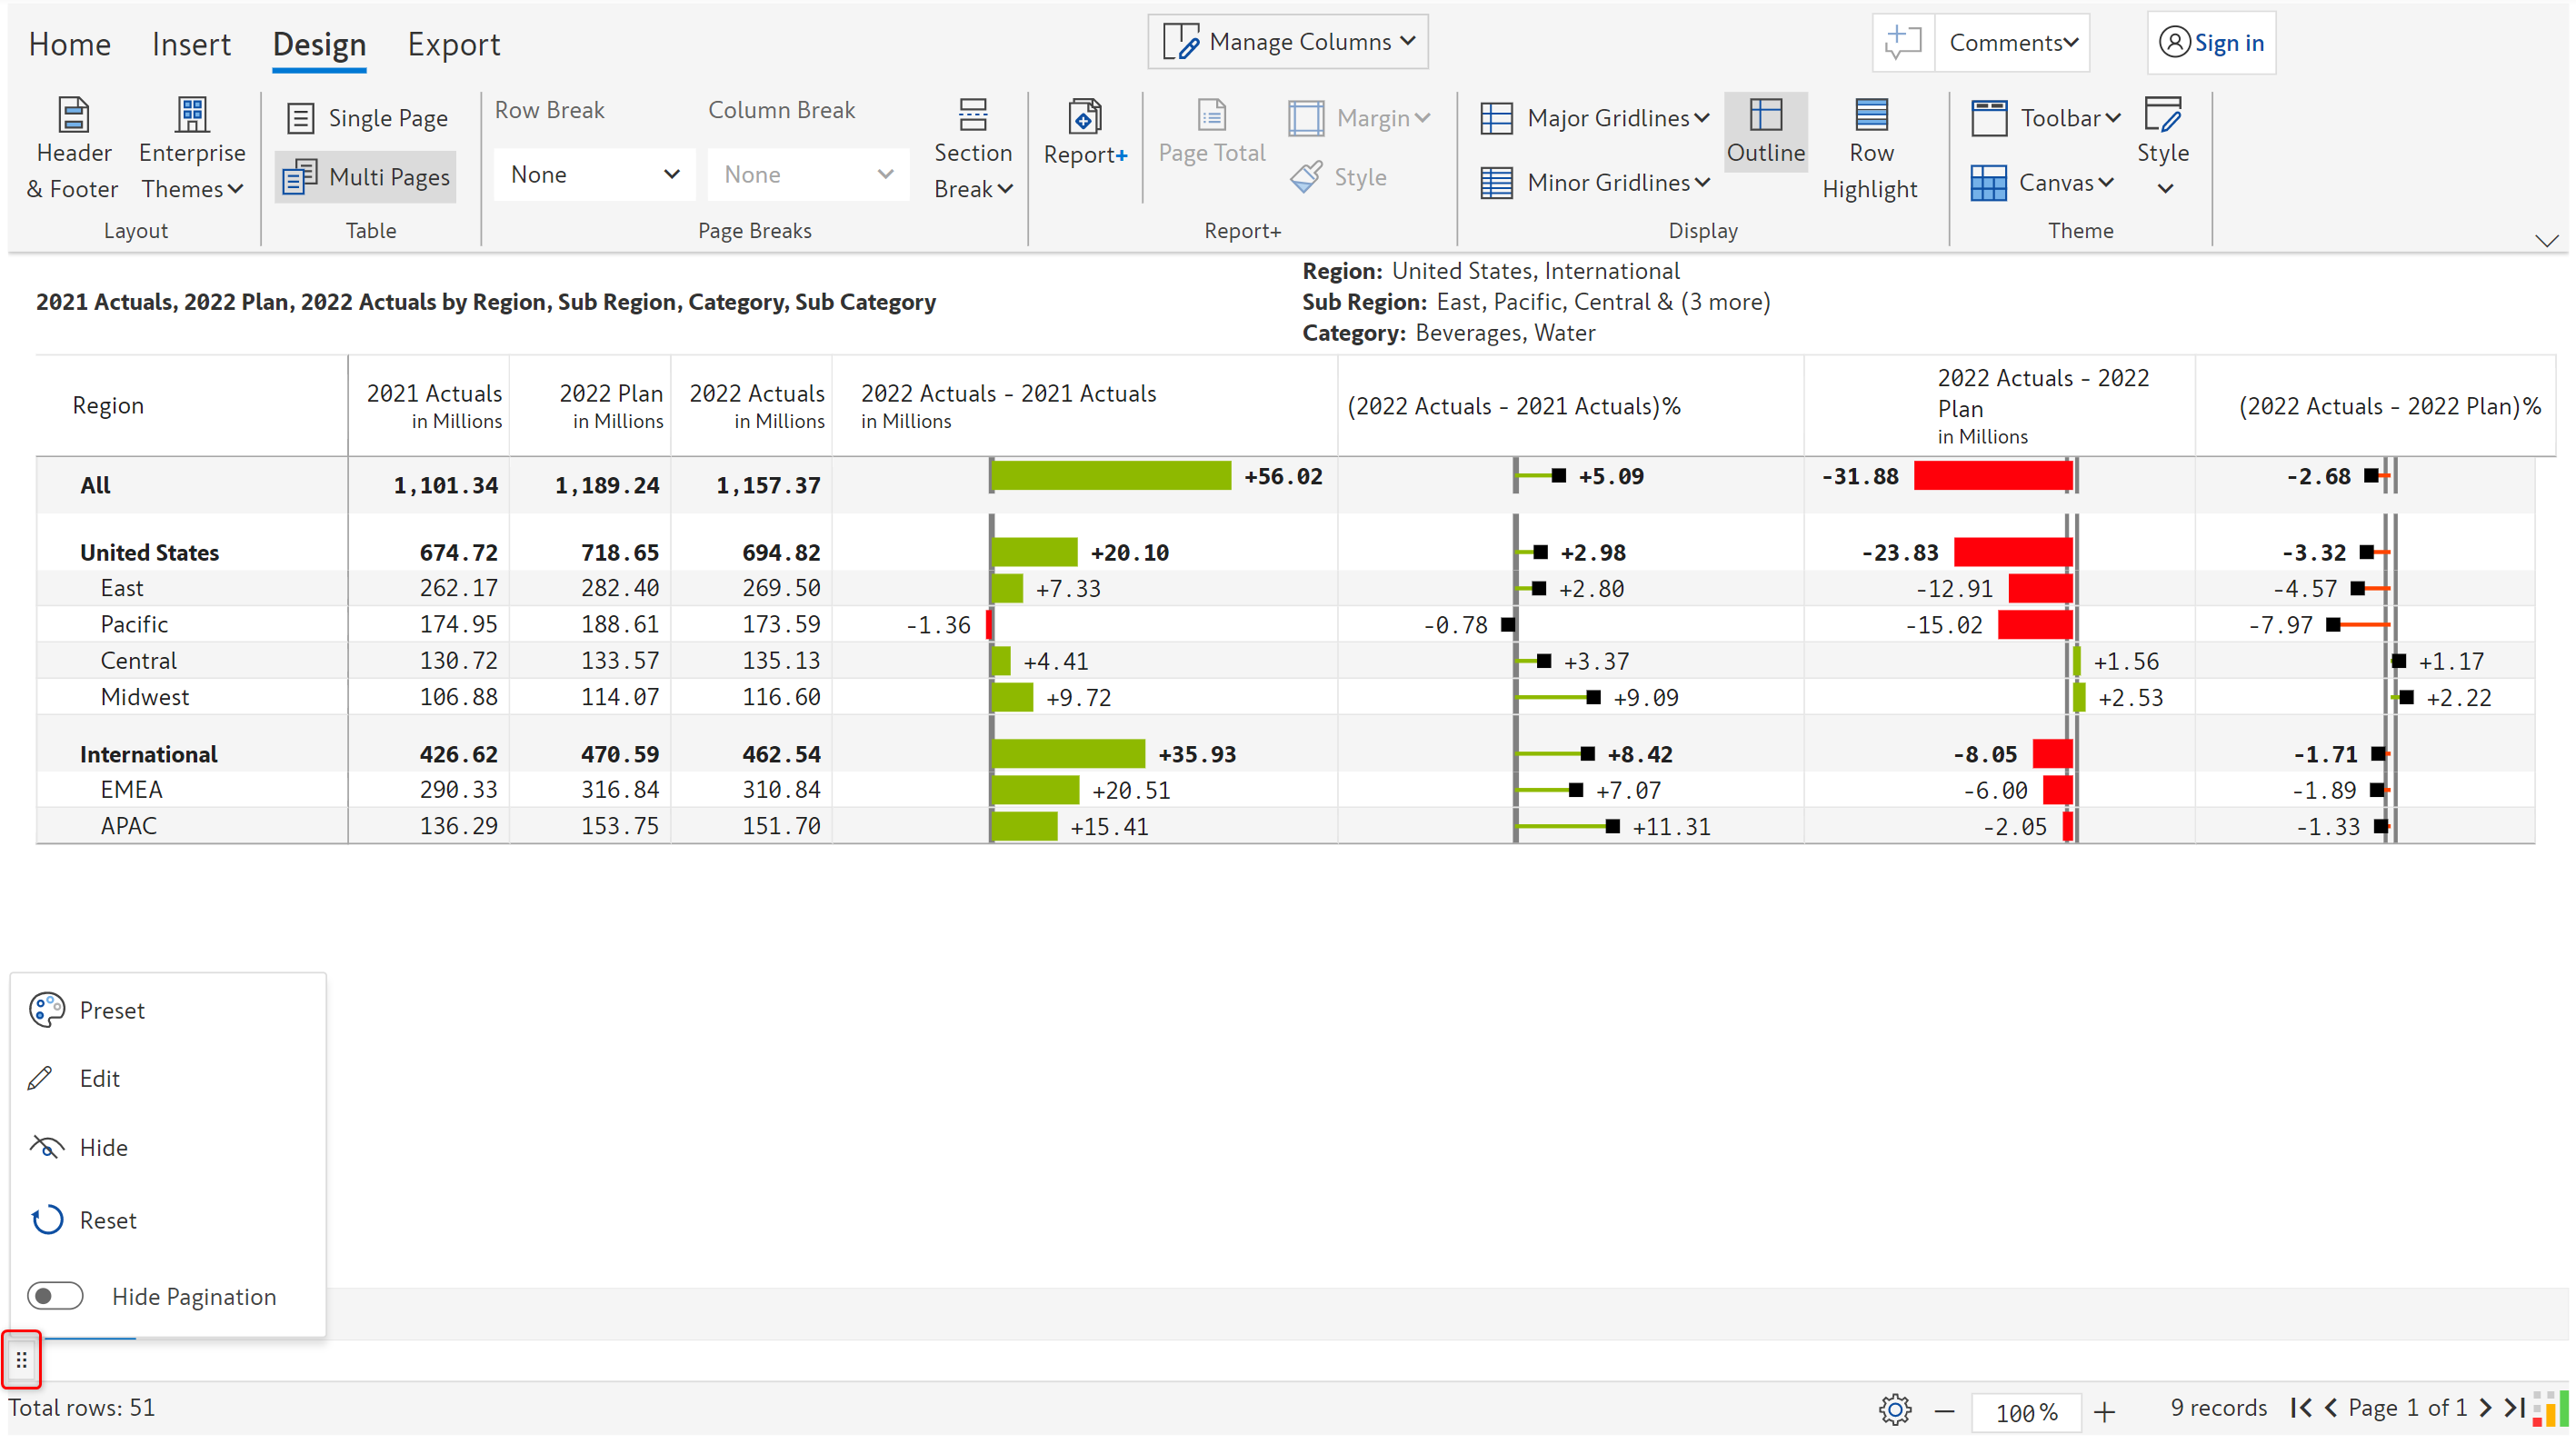 Home Insert Design Export Manage Columns Comments Sign in
Header & Footer Enterprise Themes Layout
Single Page
Multi Pages
Table
Row Break Column Break
None None
Section Break
Page Breaks
Report+ Page Total Margin
Style
Report+
Major Gridlines
Minor Gridlines
Outline Row Highlight
Display
Toolbar
Canvas
Style
Theme
2021 Actuals, 2022 Plan, 2022 Actuals by Region, Sub Region, Category, Sub Category
Region: United States, International
Sub Region: East, Pacific, Central & (3 more)
Category: Beverages, Water
Region
2021 Actuals in Millions
2022 Plan in Millions
2022 Actuals in Millions
2022 Actuals - 2021 Actuals in Millions
(2022 Actuals - 2021 Actuals)%
2022 Actuals - 2022 Plan in Millions
(2022 Actuals - 2022 Plan)%
All 1,101.34 1,189.24 1,157.37 +56.02 +5.09 -31.88 -2.68
United States 674.72 718.65 694.82 +20.10 +2.98 -23.83 -3.32
East 262.17 282.40 269.50 +7.33 +2.80 -12.91 -4.57
Pacific 174.95 188.61 173.59 -1.36 -0.78 -15.02 -7.97
Central 130.72 133.57 135.13 +4.41 +3.37 +1.56 +1.17
Midwest 106.88 114.07 116.60 +9.72 +9.09 +2.53 +2.22
International 426.62 470.59 462.54 +35.93 +8.42 -8.05 -1.71
EMEA 290.33 316.84 310.84 +20.51 +7.07 -6.00 -1.89
APAC 136.29 153.75 151.70 +15.41 +11.31 -2.05 -1.33
Preset
Edit
Hide
Reset
Hide Pagination
Total rows: 51 100% 9 records Page 1 of 1